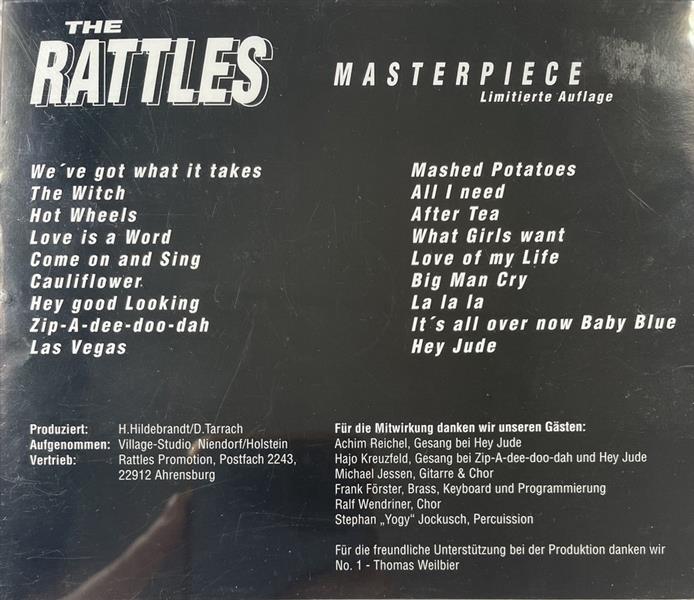 THE
RATTLES
MASTERPIECE
Limitierte Auflage
We´ve got what it takes
The Witch
Hot Wheels
Love is a Word
Come on and Sing
Cauliflower
Hey good Looking
Zip-A-dee-doo-dah
Las Vegas
Mashed Potatoes
All I need
After Tea
What Girls want
Love of my Life
Big Man Cry
La la la
It´s all over now Baby Blue
Hey Jude
Produziert: H.Hildebrandt/D.Tarrach
Aufgenommen: Village-Studio, Niendorf/Holstein
Vertrieb: Rattles Promotion, Postfach 2243,
22912 Ahrensburg
Für die Mitwirkung danken wir unseren Gästen:
Achim Reichel, Gesang bei Hey Jude
Hajo Kreuzfeld, Gesang bei Zip-A-dee-doo-dah und Hey Jude
Michael Jessen, Gitarre & Chor
Frank Förster, Brass, Keyboard und Programmierung
Ralf Wendriner, Chor
Stephan „Yogy" Jockusch, Percuission
Für die freundliche Unterstützung bei der Produktion danken wir
No. 1 - Thomas Weilbier